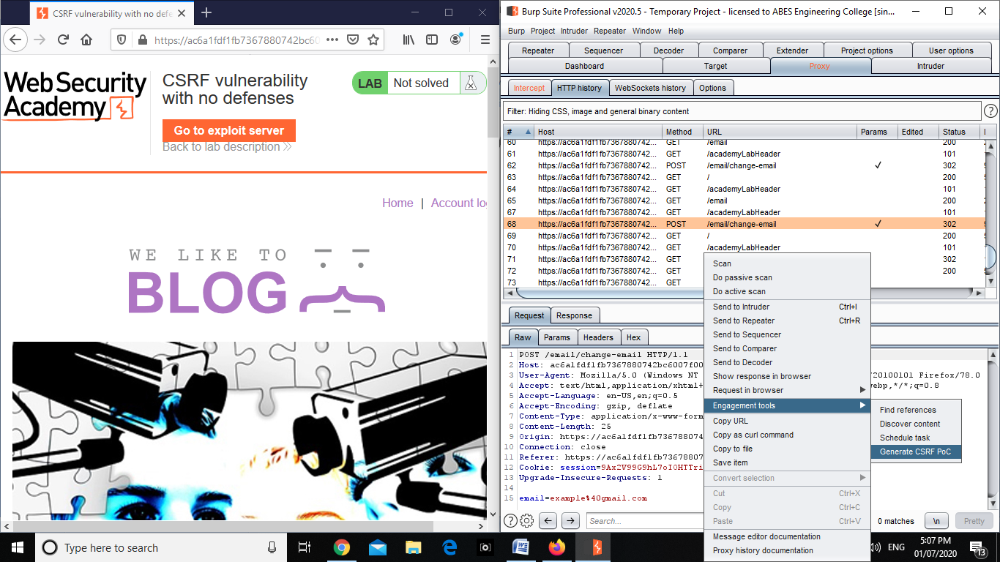 CSRF vulnerability with no defe
https://ac6a1fdf1fb7367880742bc60
Web Security
Academy
CSRF vulnerability
with no defenses
Go to exploit server
Back to lab description
LAB Not solved
Home | Account log
WE LIKE TO
BLOG
Burp Suite Professional v2020.5 - Temporary Project - licensed to ABES Engineering College [sin...
Burp Project Intruder Repeater Window Help
Repeater Sequencer Decoder Comparer Extender Project options User options
Dashboard Target Proxy Intruder
Intercept HTTP history WebSockets history Options
Filter: Hiding CSS, image and general binary content
# Host Method URL Params Edited Status
60 https://ac6a1fdf1fb7367880742... GET /email 200
61 https://ac6a1fdf1fb7367880742... GET /academyLabHeader 101
62 https://ac6a1fdf1fb7367880742... POST /email/change-email ✓ 302
63 https://ac6a1fdf1fb7367880742... GET / 200
64 https://ac6a1fdf1fb7367880742... GET /academyLabHeader 101
65 https://ac6a1fdf1fb7367880742... GET /email 200
67 https://ac6a1fdf1fb7367880742... GET /academyLabHeader 101
68 https://ac6a1fdf1fb7367880742... POST /email/change-email ✓ 302
69 https://ac6a1fdf1fb7367880742... GET / 200
70 https://ac6a1fdf1fb7367880742... GET /academyLabHeader 101
71 https://ac6a1fdf1fb7367880742... GET 302
72 https://ac6a1fdf1fb7367880742... GET 200
73 https://ac6a1fdf1fb7367880742... GET
Request Response
Raw Params Headers Hex
1 POST /email/change-email HTTP/1.1
2 Host: ac6a1fdf1fb7367880742bc6007f00
3 User-Agent: Mozilla/5.0 (Windows NT /20100101 Firefox/78.0
4 Accept: text/html,application/xhtml+ webp,*/*;q=0.8
5 Accept-Language: en-US,en;q=0.5
6 Accept-Encoding: gzip, deflate
7 Content-Type: application/x-www-form
8 Content-Length: 25
9 Origin: https://ac6a1fdf1fb736788074
10 Connection: close
11 Referer: https://ac6a1fdf1fb73678807
12 Cookie: session=9Ax2V99G9hL7oIOHTTri
13 Upgrade-Insecure-Requests: 1
14
15 email=example%40gmail.com
Scan
Do passive scan
Do active scan
Send to Intruder Ctrl+I
Send to Repeater Ctrl+R
Send to Sequencer
Send to Comparer
Send to Decoder
Show response in browser
Request in browser
Engagement tools
Copy URL
Copy as curl command
Copy to file
Save item
Convert selection
Cut Ctrl+X
Copy Ctrl+C
Paste Ctrl+V
Message editor documentation
Proxy history documentation
Find references
Discover content
Schedule task
Generate CSRF PoC
Search...
0 matches \n Pretty
Type here to search
ENG
5:07 PM
01/07/2020
13